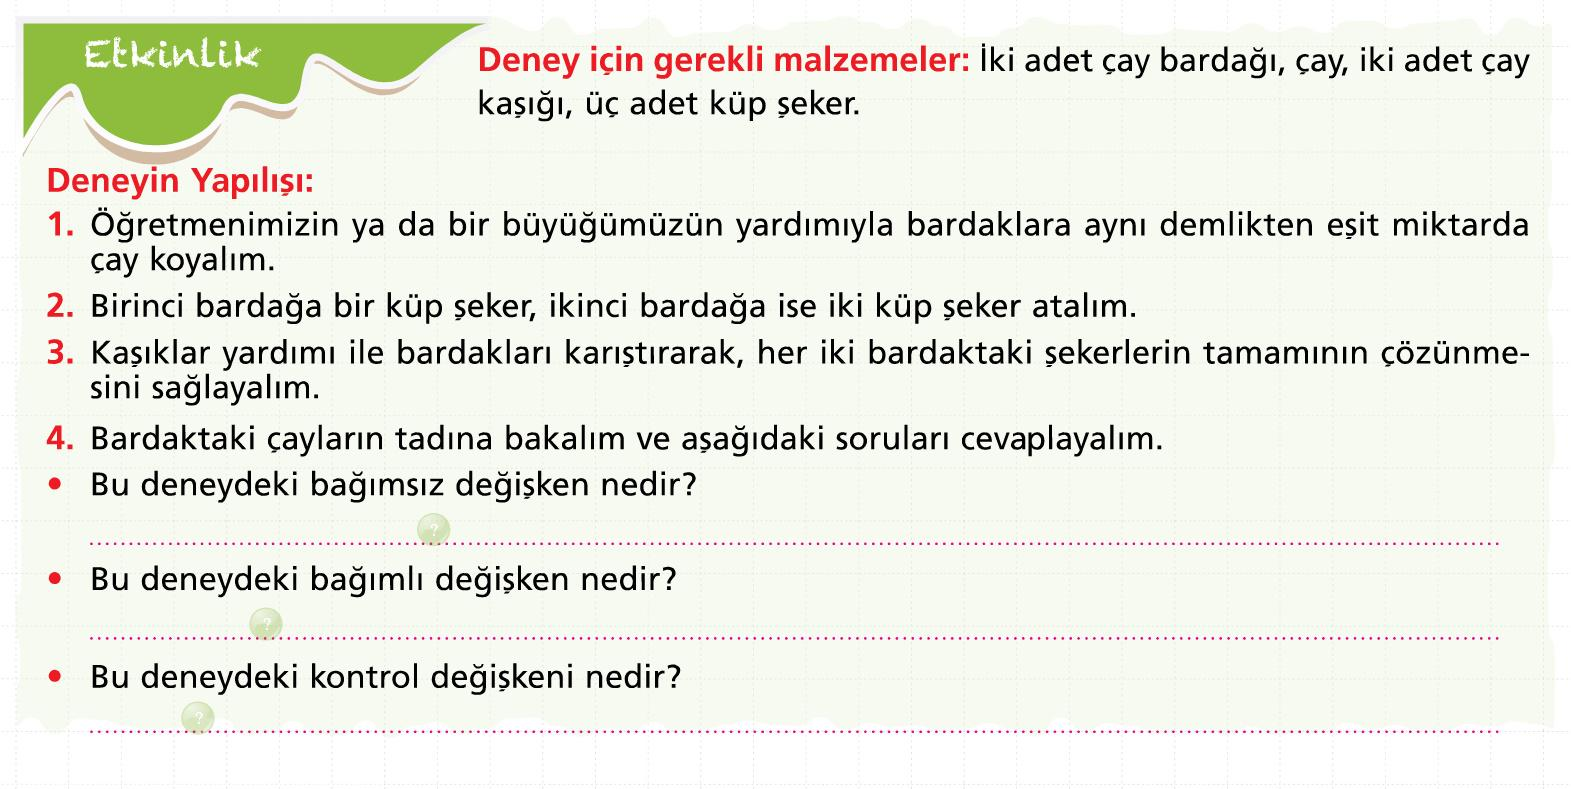 Etkinlik
Deney için gerekli malzemeler: İki adet çay bardağı, çay, iki adet çay
kaşığı, üç adet küp şeker.
Deneyin Yapılışı:
1. Öğretmenimizin ya da bir büyüğümüzün yardımıyla bardaklara aynı demlikten eşit miktarda
çay koyalım.
2. Birinci bardağa bir küp şeker, ikinci bardağa ise iki küp şeker atalım.
3. Kaşıklar yardımı ile bardakları karıştırarak, her iki bardaktaki şekerlerin tamamının çözünme-
sini sağlayalım.
4. Bardaktaki çayların tadına bakalım ve aşağıdaki soruları cevaplayalım.
• Bu deneydeki bağımsız değişken nedir?
?
• Bu deneydeki bağımlı değişken nedir?
?
• Bu deneydeki kontrol değişkeni nedir?
?